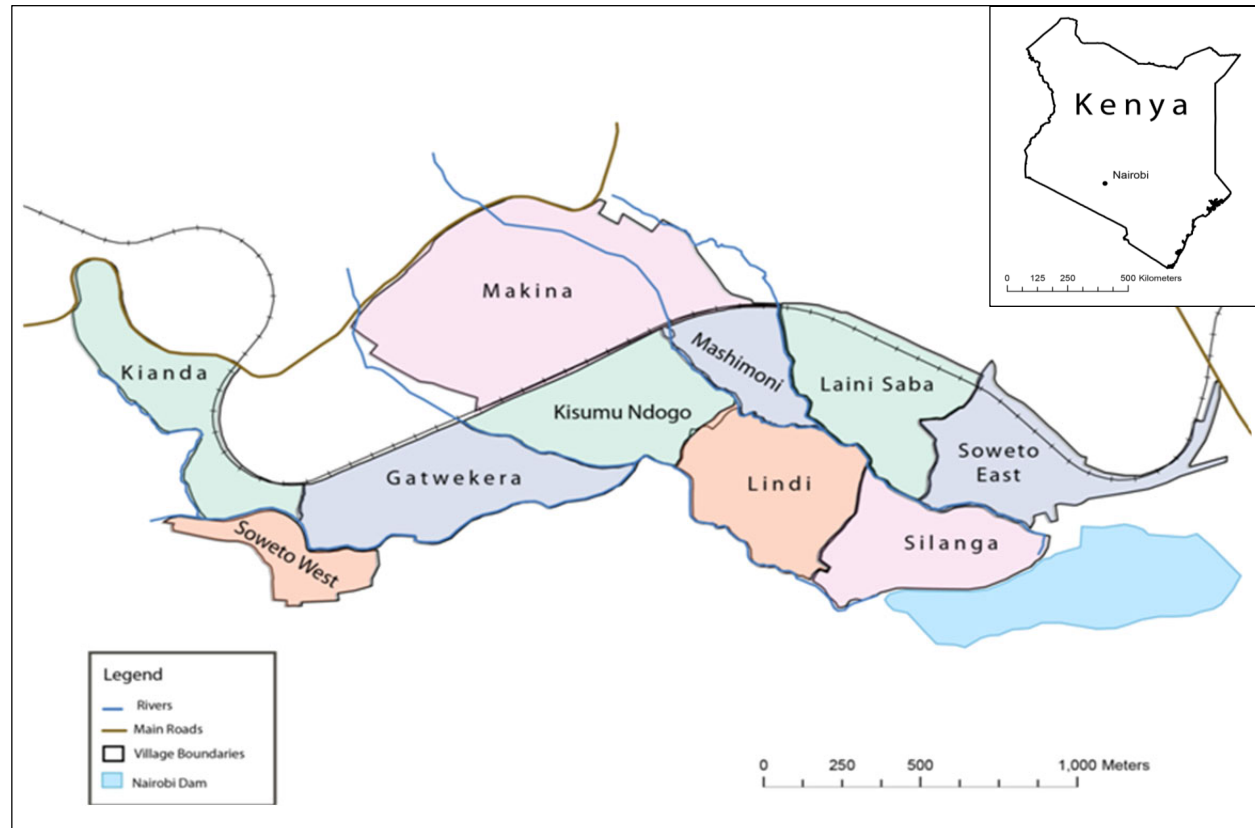 Kenya
Nairobi
0 125 250 500 Kilometers
Makina
Kianda
Mashimoni
Laini Saba
Kisumu Ndogo
Soweto
East
Gatwekera
Lindi
Silanga
Soweto West
Legend
Rivers
Main Roads
Village Boundaries
Nairobi Dam
0 250 500 1,000 Meters